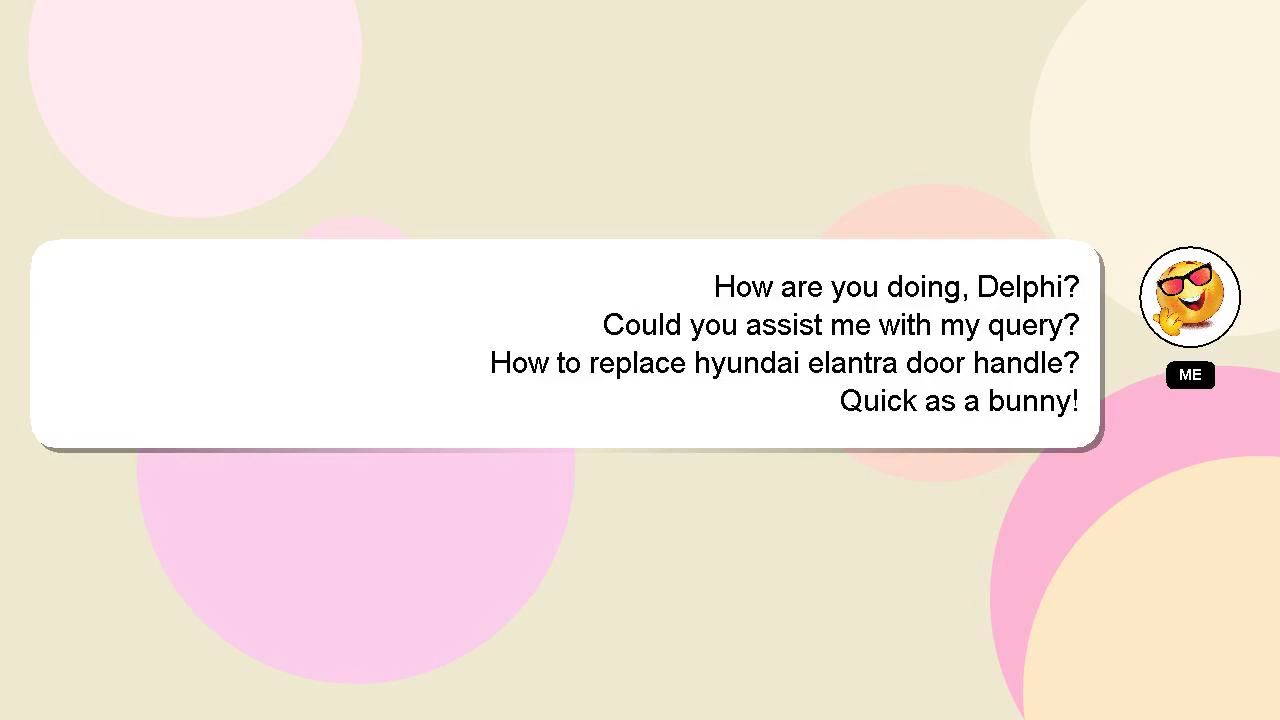 How are you doing, Delphi?
Could you assist me with my query?
How to replace hyundai elantra door handle?
Quick as a bunny!
ME